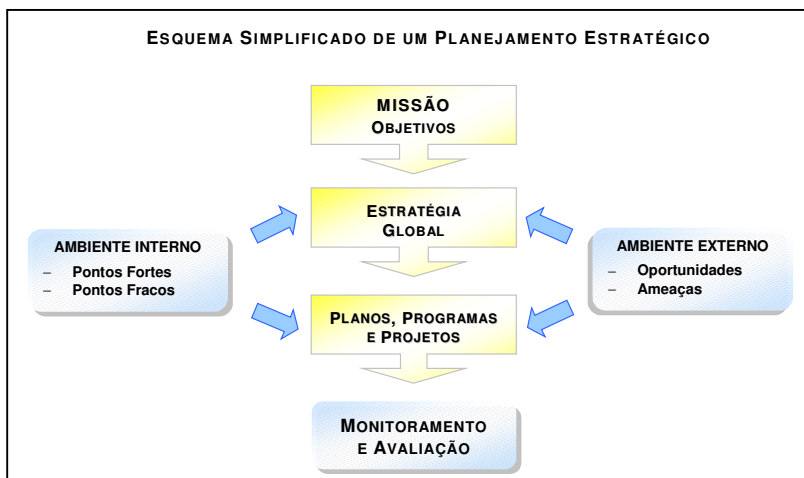 ESQUEMA SIMPLIFICADO DE UM PLANEJAMENTO ESTRATÉGICO
MISSÃO
OBJETIVOS
ESTRATÉGIA
GLOBAL
AMBIENTE INTERNO
– Pontos Fortes
– Pontos Fracos
AMBIENTE EXTERNO
– Oportunidades
– Ameaças
PLANOS, PROGRAMAS
E PROJETOS
MONITORAMENTO
E AVALIAÇÃO